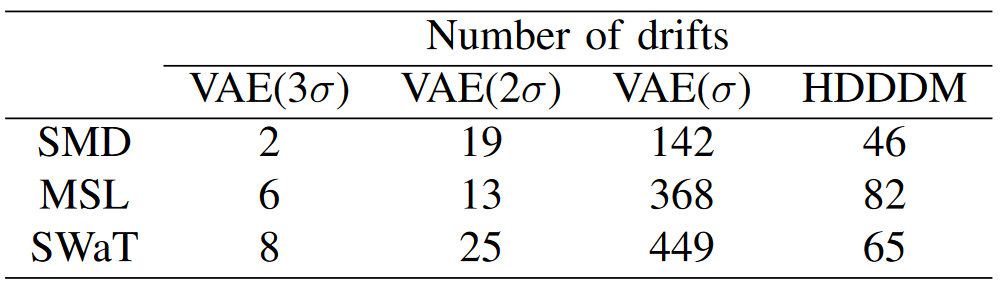 Number of drifts
VAE(3σ) VAE(2σ) VAE(σ) HDDDM
SMD 2 19 142 46
MSL 6 13 368 82
SWaT 8 25 449 65